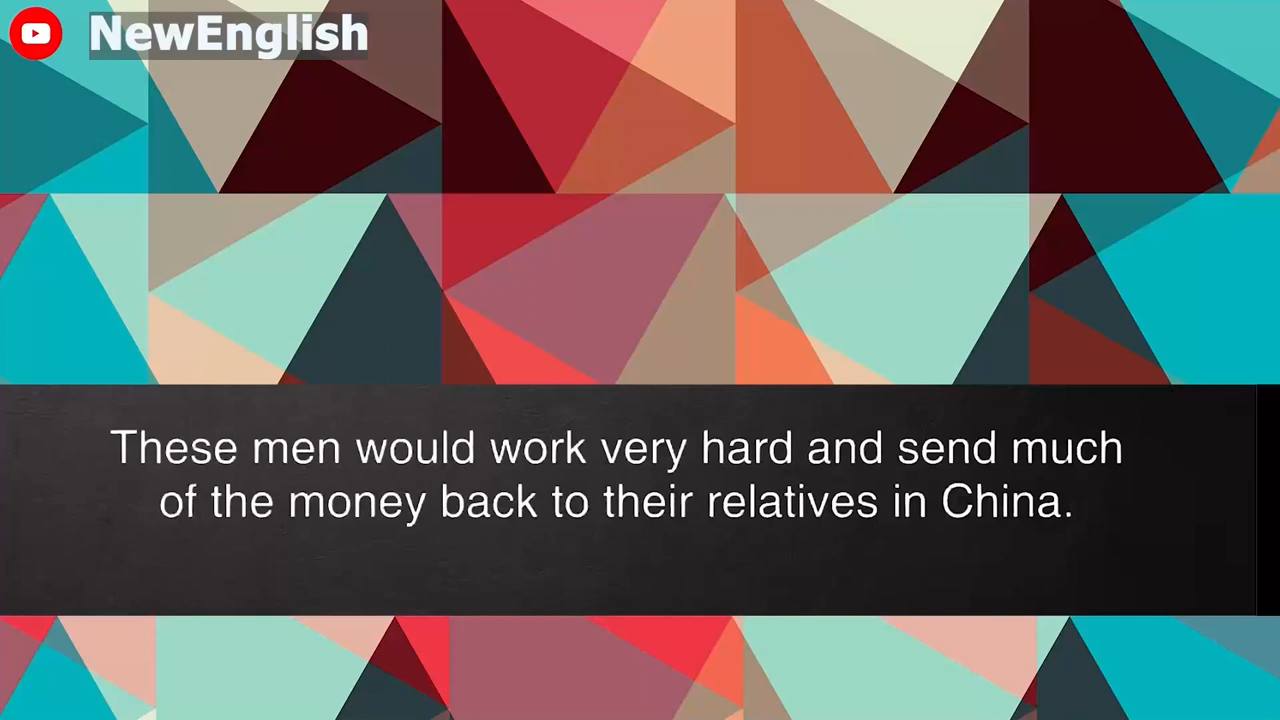 NewEnglish
These men would work very hard and send much
of the money back to their relatives in China.